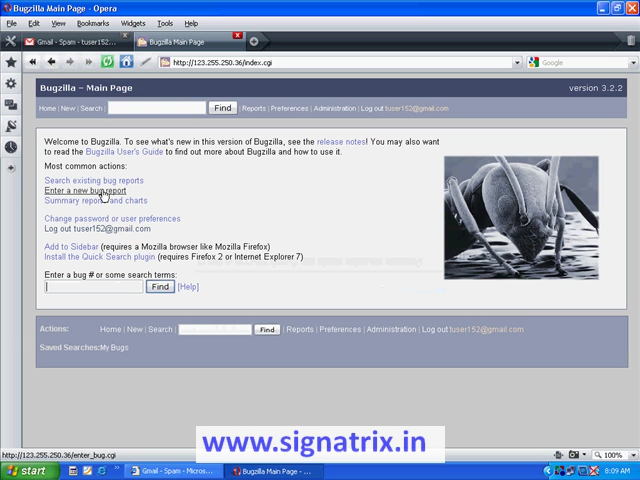 Bugzilla Main Page - Opera
File Edit View Bookmarks Widgets Tools Help
Gmail - Spam - tuser152@gm... Bugzilla Main Page
http://123.255.250.36/index.cgi
Bugzilla – Main Page version 3.2.2
Home | New | Search | Find | Reports | Preferences | Administration | Log out tuser152@gmail.com
Welcome to Bugzilla. To see what's new in this version of Bugzilla, see the release notes! You may also want
to read the Bugzilla User's Guide to find out more about Bugzilla and how to use it.
Most common actions:
Search existing bug reports
Enter a new bug report
Summary reports and charts
Change password or user preferences
Log out tuser152@gmail.com
Add to Sidebar (requires a Mozilla browser like Mozilla Firefox)
Install the Quick Search plugin (requires Firefox 2 or Internet Explorer 7)
Enter a bug # or some search terms:
Find [Help]
Actions: Home | New | Search Find | Reports | Preferences | Administration | Log out tuser152@gmail.com
Saved Searches: My Bugs
www.signatrix.in
http://123.255.250.36/enter_bug.cgi 100%
start Gmail - Spam - Micros... Bugzilla Main Page - ... 8:09 AM